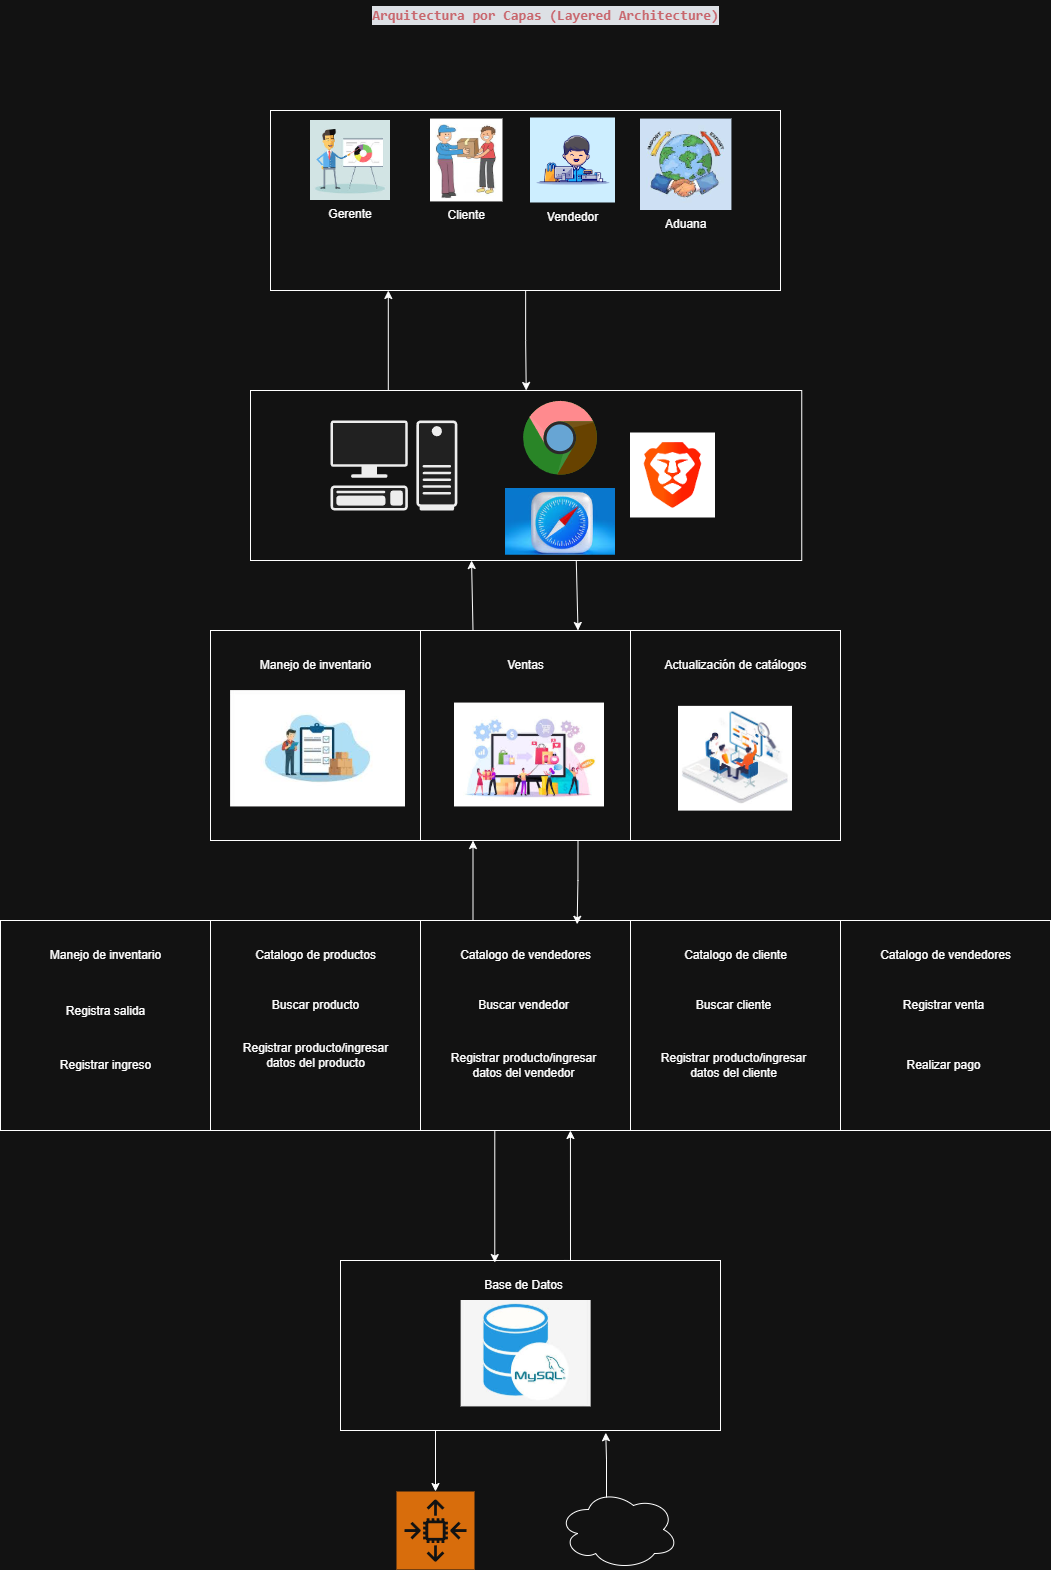 Arquitectura por Capas (Layered Architecture)
IMPORT
EXPORT
Gerente
Cliente
Vendedor
Aduana
Manejo de inventario
Ventas
Actualización de catálogos
Manejo de inventario
Registra salida
Registrar ingreso
Catalogo de productos
Buscar producto
Registrar producto/ingresar
datos del producto
Catalogo de vendedores
Buscar vendedor
Registrar producto/ingresar
datos del vendedor
Catalogo de cliente
Buscar cliente
Registrar producto/ingresar
datos del cliente
Catalogo de vendedores
Registrar venta
Realizar pago
Base de Datos
MySQL